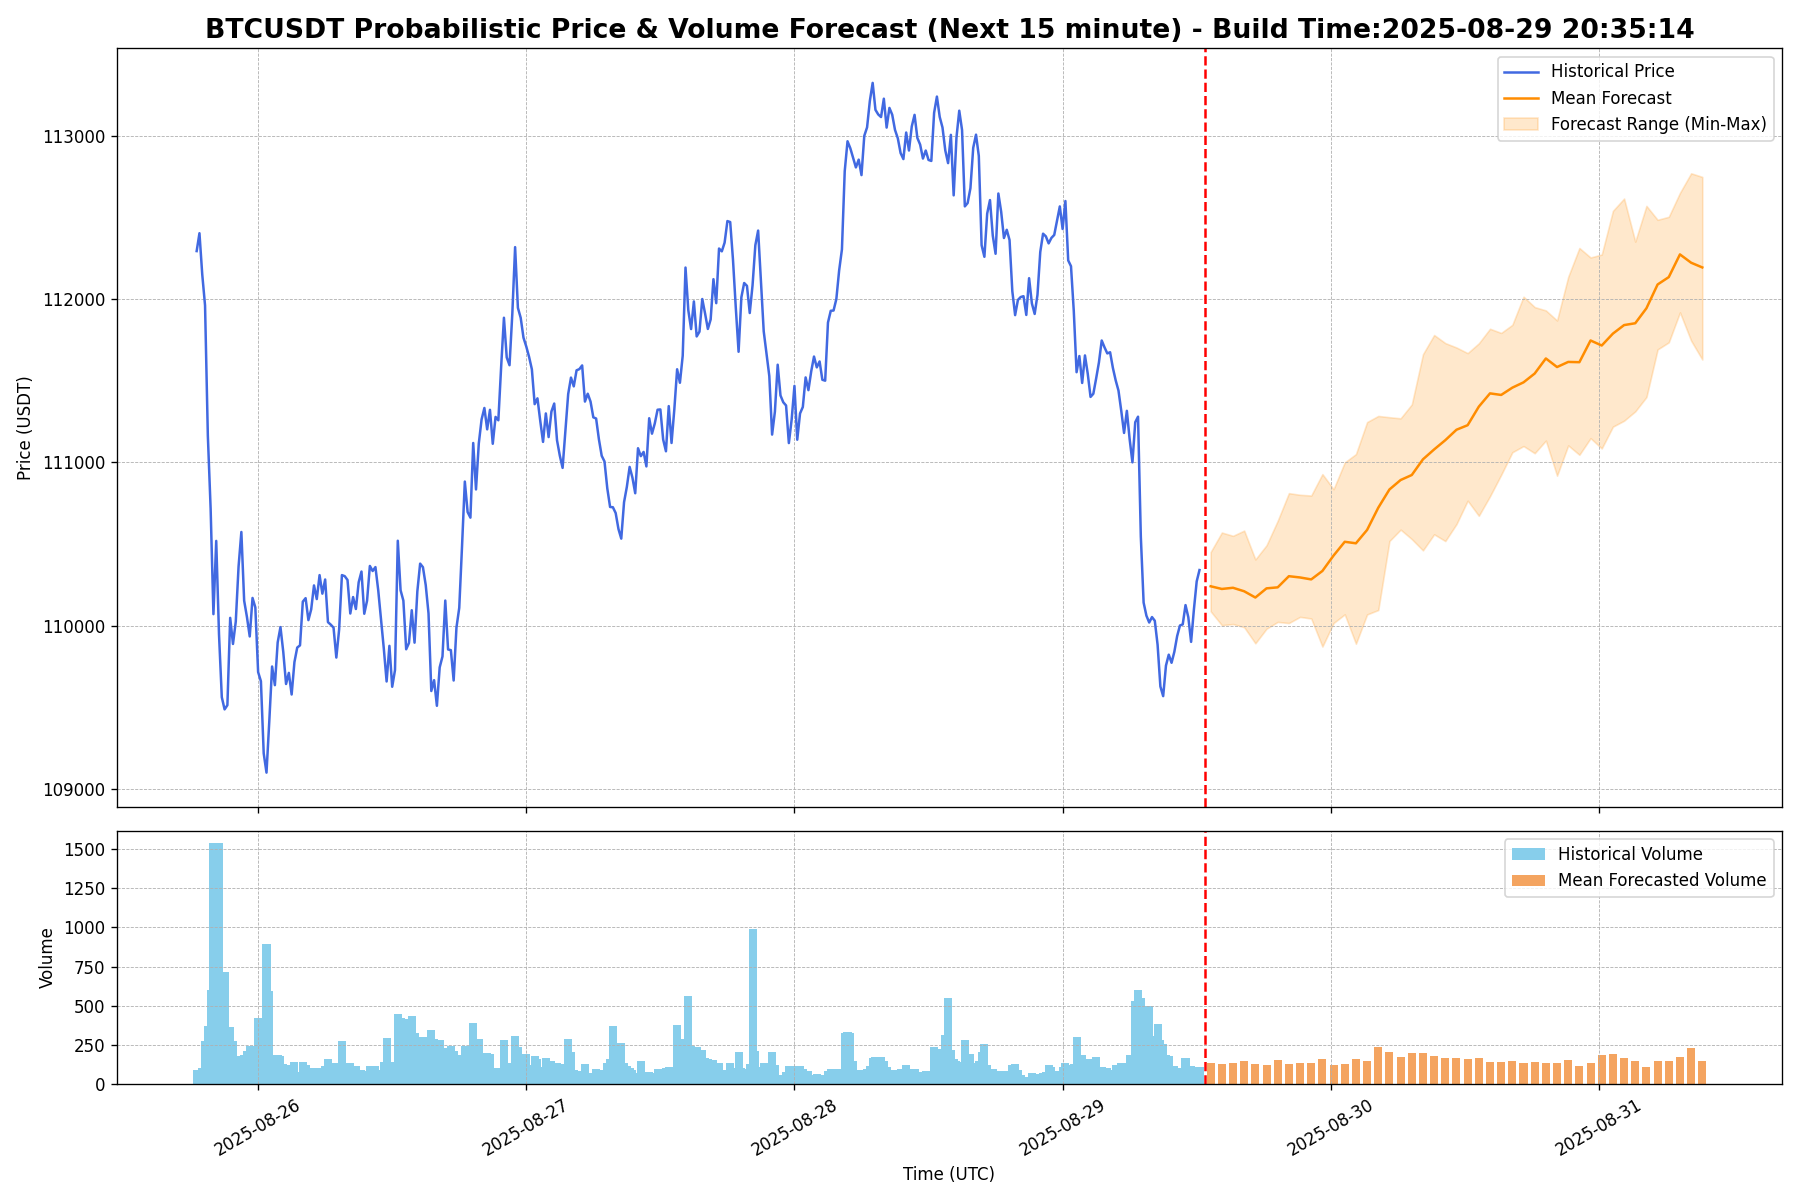 BTCUSDT Probabilistic Price & Volume Forecast (Next 15 minute) - Build Time:2025-08-29 20:35:14
Historical Price
Mean Forecast
Forecast Range (Min-Max)
113000
112000
111000
110000
109000
Price (USDT)
Historical Volume
Mean Forecasted Volume
1500
1250
1000
750
500
250
0
Volume
2025-08-26
2025-08-27
2025-08-28
2025-08-29
2025-08-30
2025-08-31
Time (UTC)